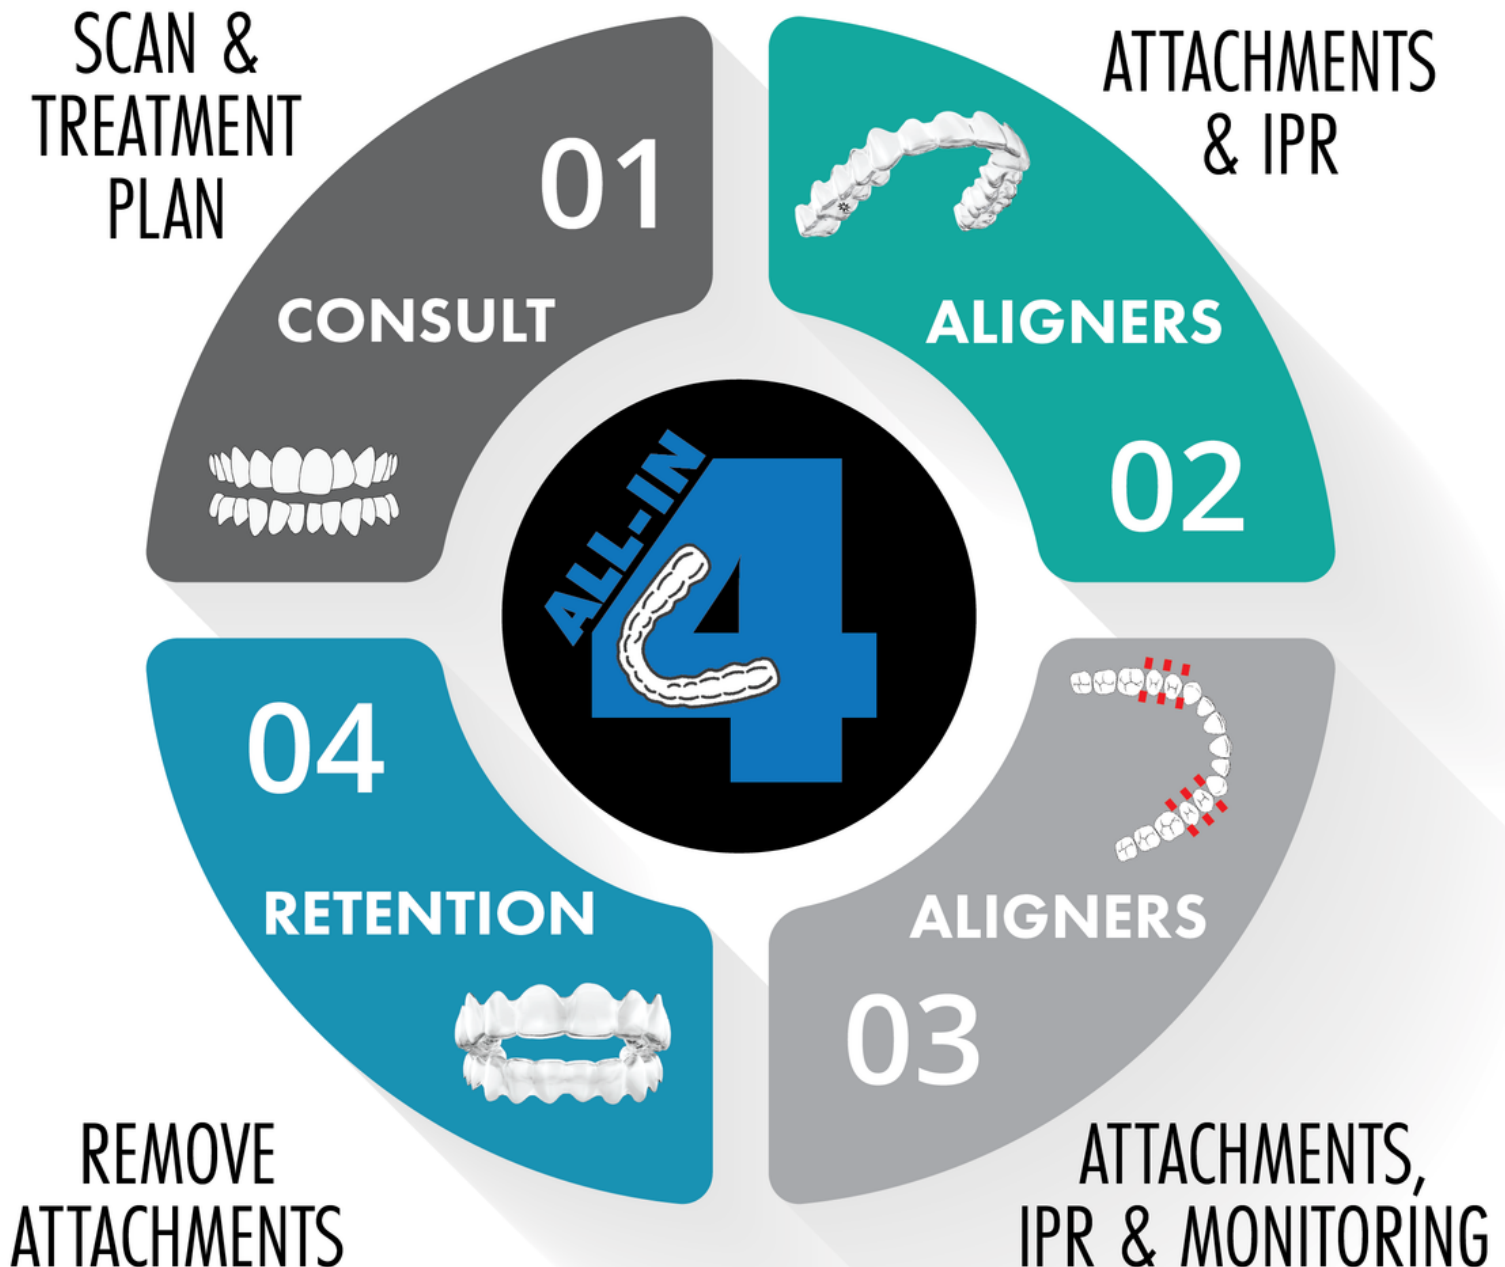 SCAN &
TREATMENT
PLAN
01
CONSULT
ATTACHMENTS
& IPR
ALIGNERS
02
ALL-IN
4
ALIGNERS
03
ATTACHMENTS,
IPR & MONITORING
04
RETENTION
REMOVE
ATTACHMENTS